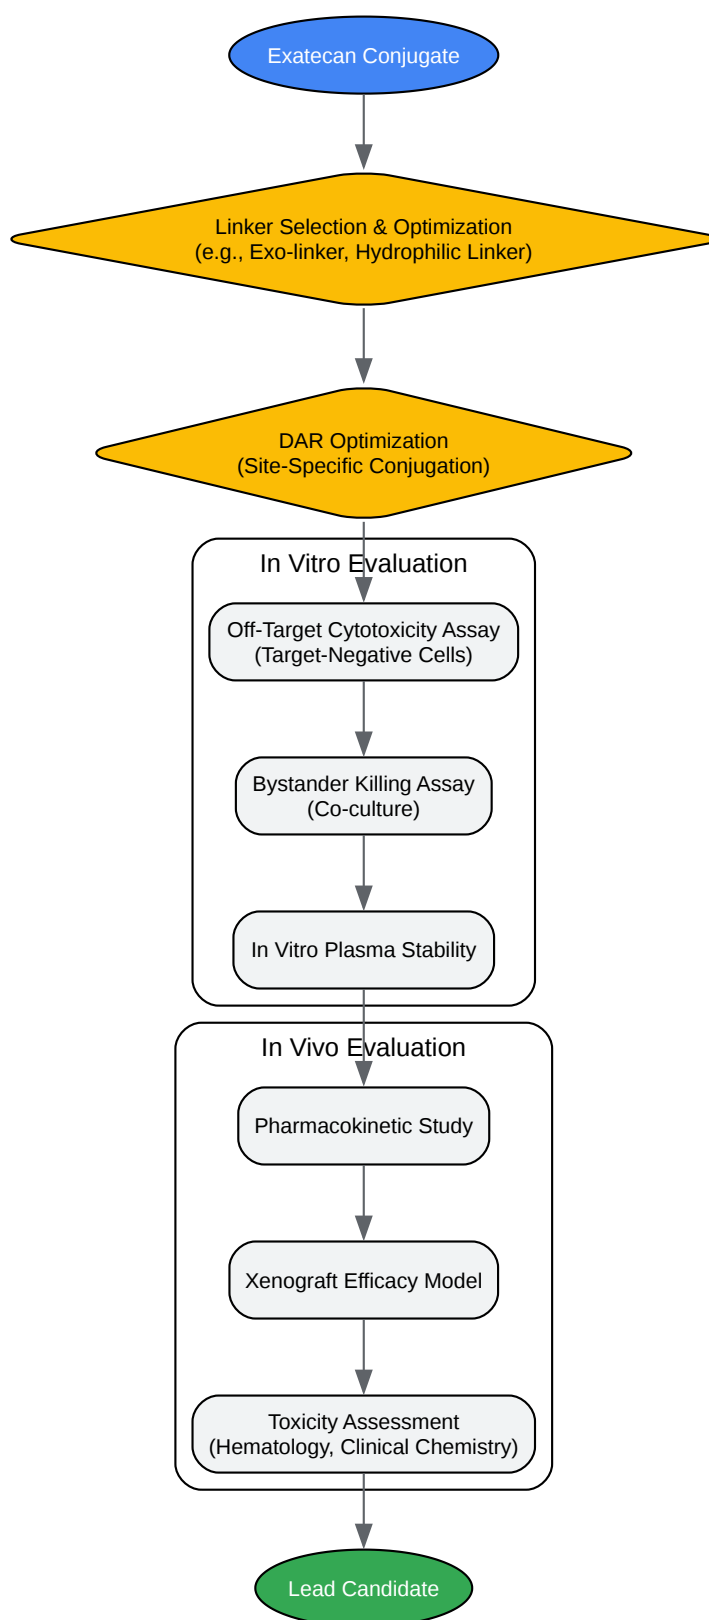 Exatecan Conjugate
Linker Selection & Optimization
(e.g., Exo-linker, Hydrophilic Linker)
DAR Optimization
(Site-Specific Conjugation)
In Vitro Evaluation
Off-Target Cytotoxicity Assay
(Target-Negative Cells)
Bystander Killing Assay
(Co-culture)
In Vitro Plasma Stability
In Vivo Evaluation
Pharmacokinetic Study
Xenograft Efficacy Model
Toxicity Assessment
(Hematology, Clinical Chemistry)
Lead Candidate